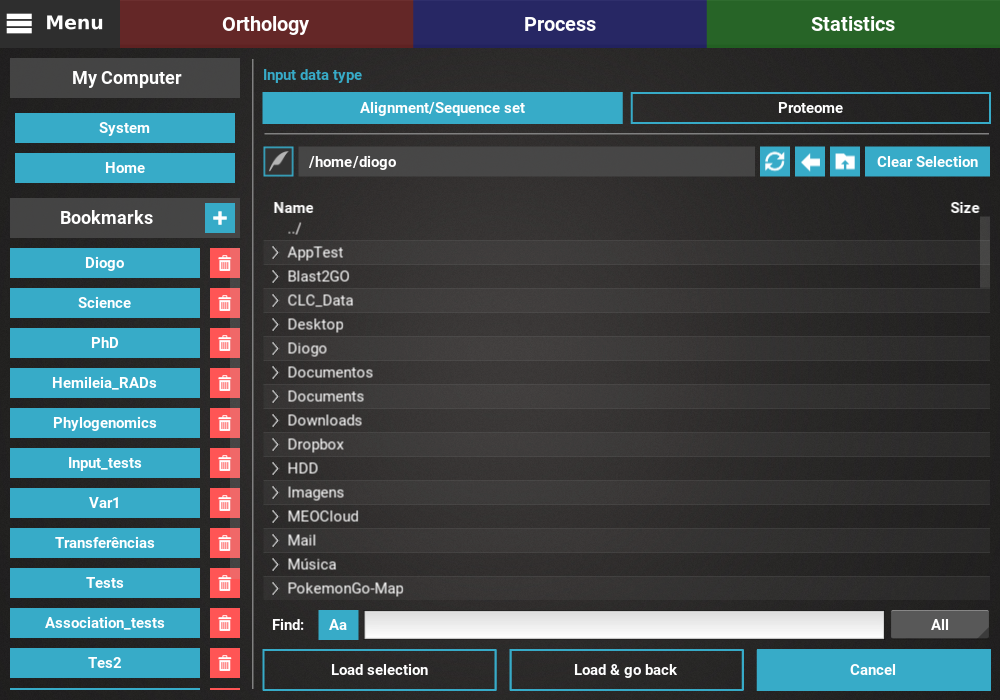 Menu
Orthology
Process
Statistics
My Computer
System
Home
Bookmarks
Diogo
Science
PhD
Hemileia_RADs
Phylogenomics
Input_tests
Var1
Transferências
Tests
Association_tests
Tes2
Input data type
Alignment/Sequence set
Proteome
/home/diogo
Clear Selection
Name
Size
../
AppTest
Blast2GO
CLC_Data
Desktop
Diogo
Documentos
Documents
Downloads
Dropbox
HDD
Imagens
MEOCloud
Mail
Música
PokemonGo-Map
Find:
Aa
All
Load selection
Load & go back
Cancel